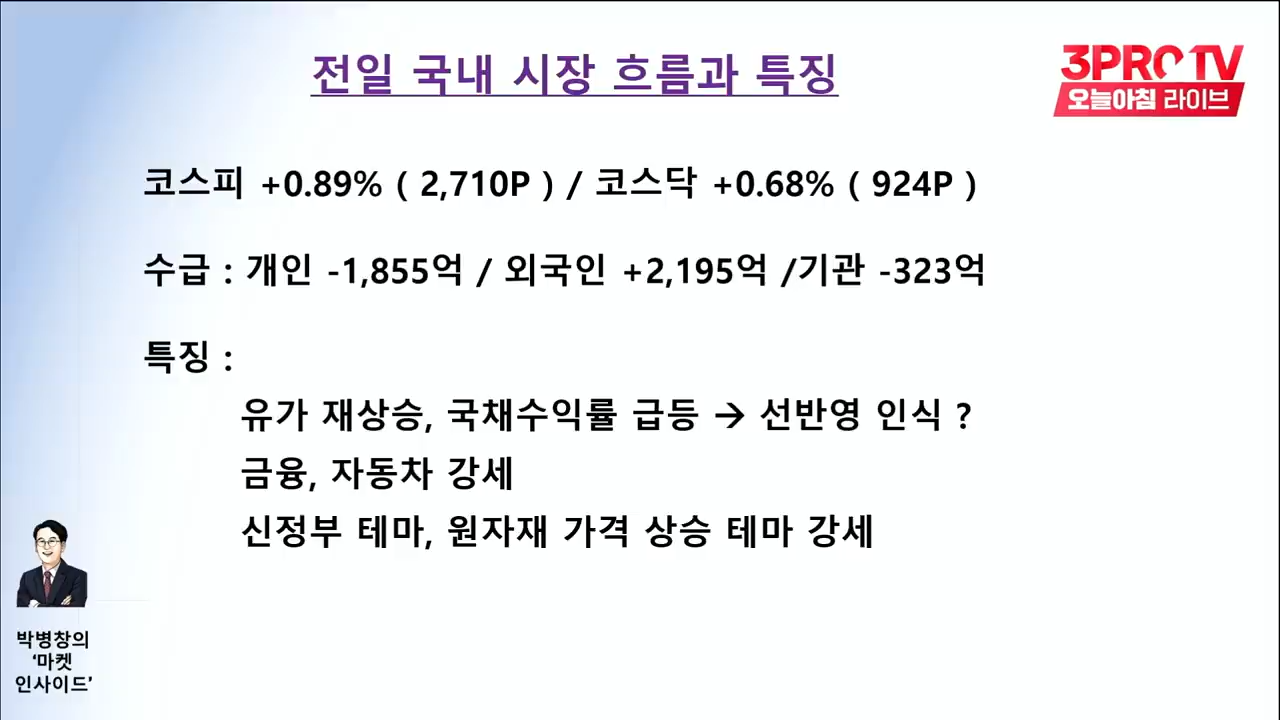 전일 국내 시장 흐름과 특징
3PRO TV
오늘아침 라이브
코스피 +0.89% ( 2,710P ) / 코스닥 +0.68% ( 924P )
수급 : 개인 -1,855억 / 외국인 +2,195억 /기관 -323억
특징 :
유가 재상승, 국채수익률 급등 → 선반영 인식 ?
금융, 자동차 강세
신정부 테마, 원자재 가격 상승 테마 강세
박병창의
‘마켓
인사이드’